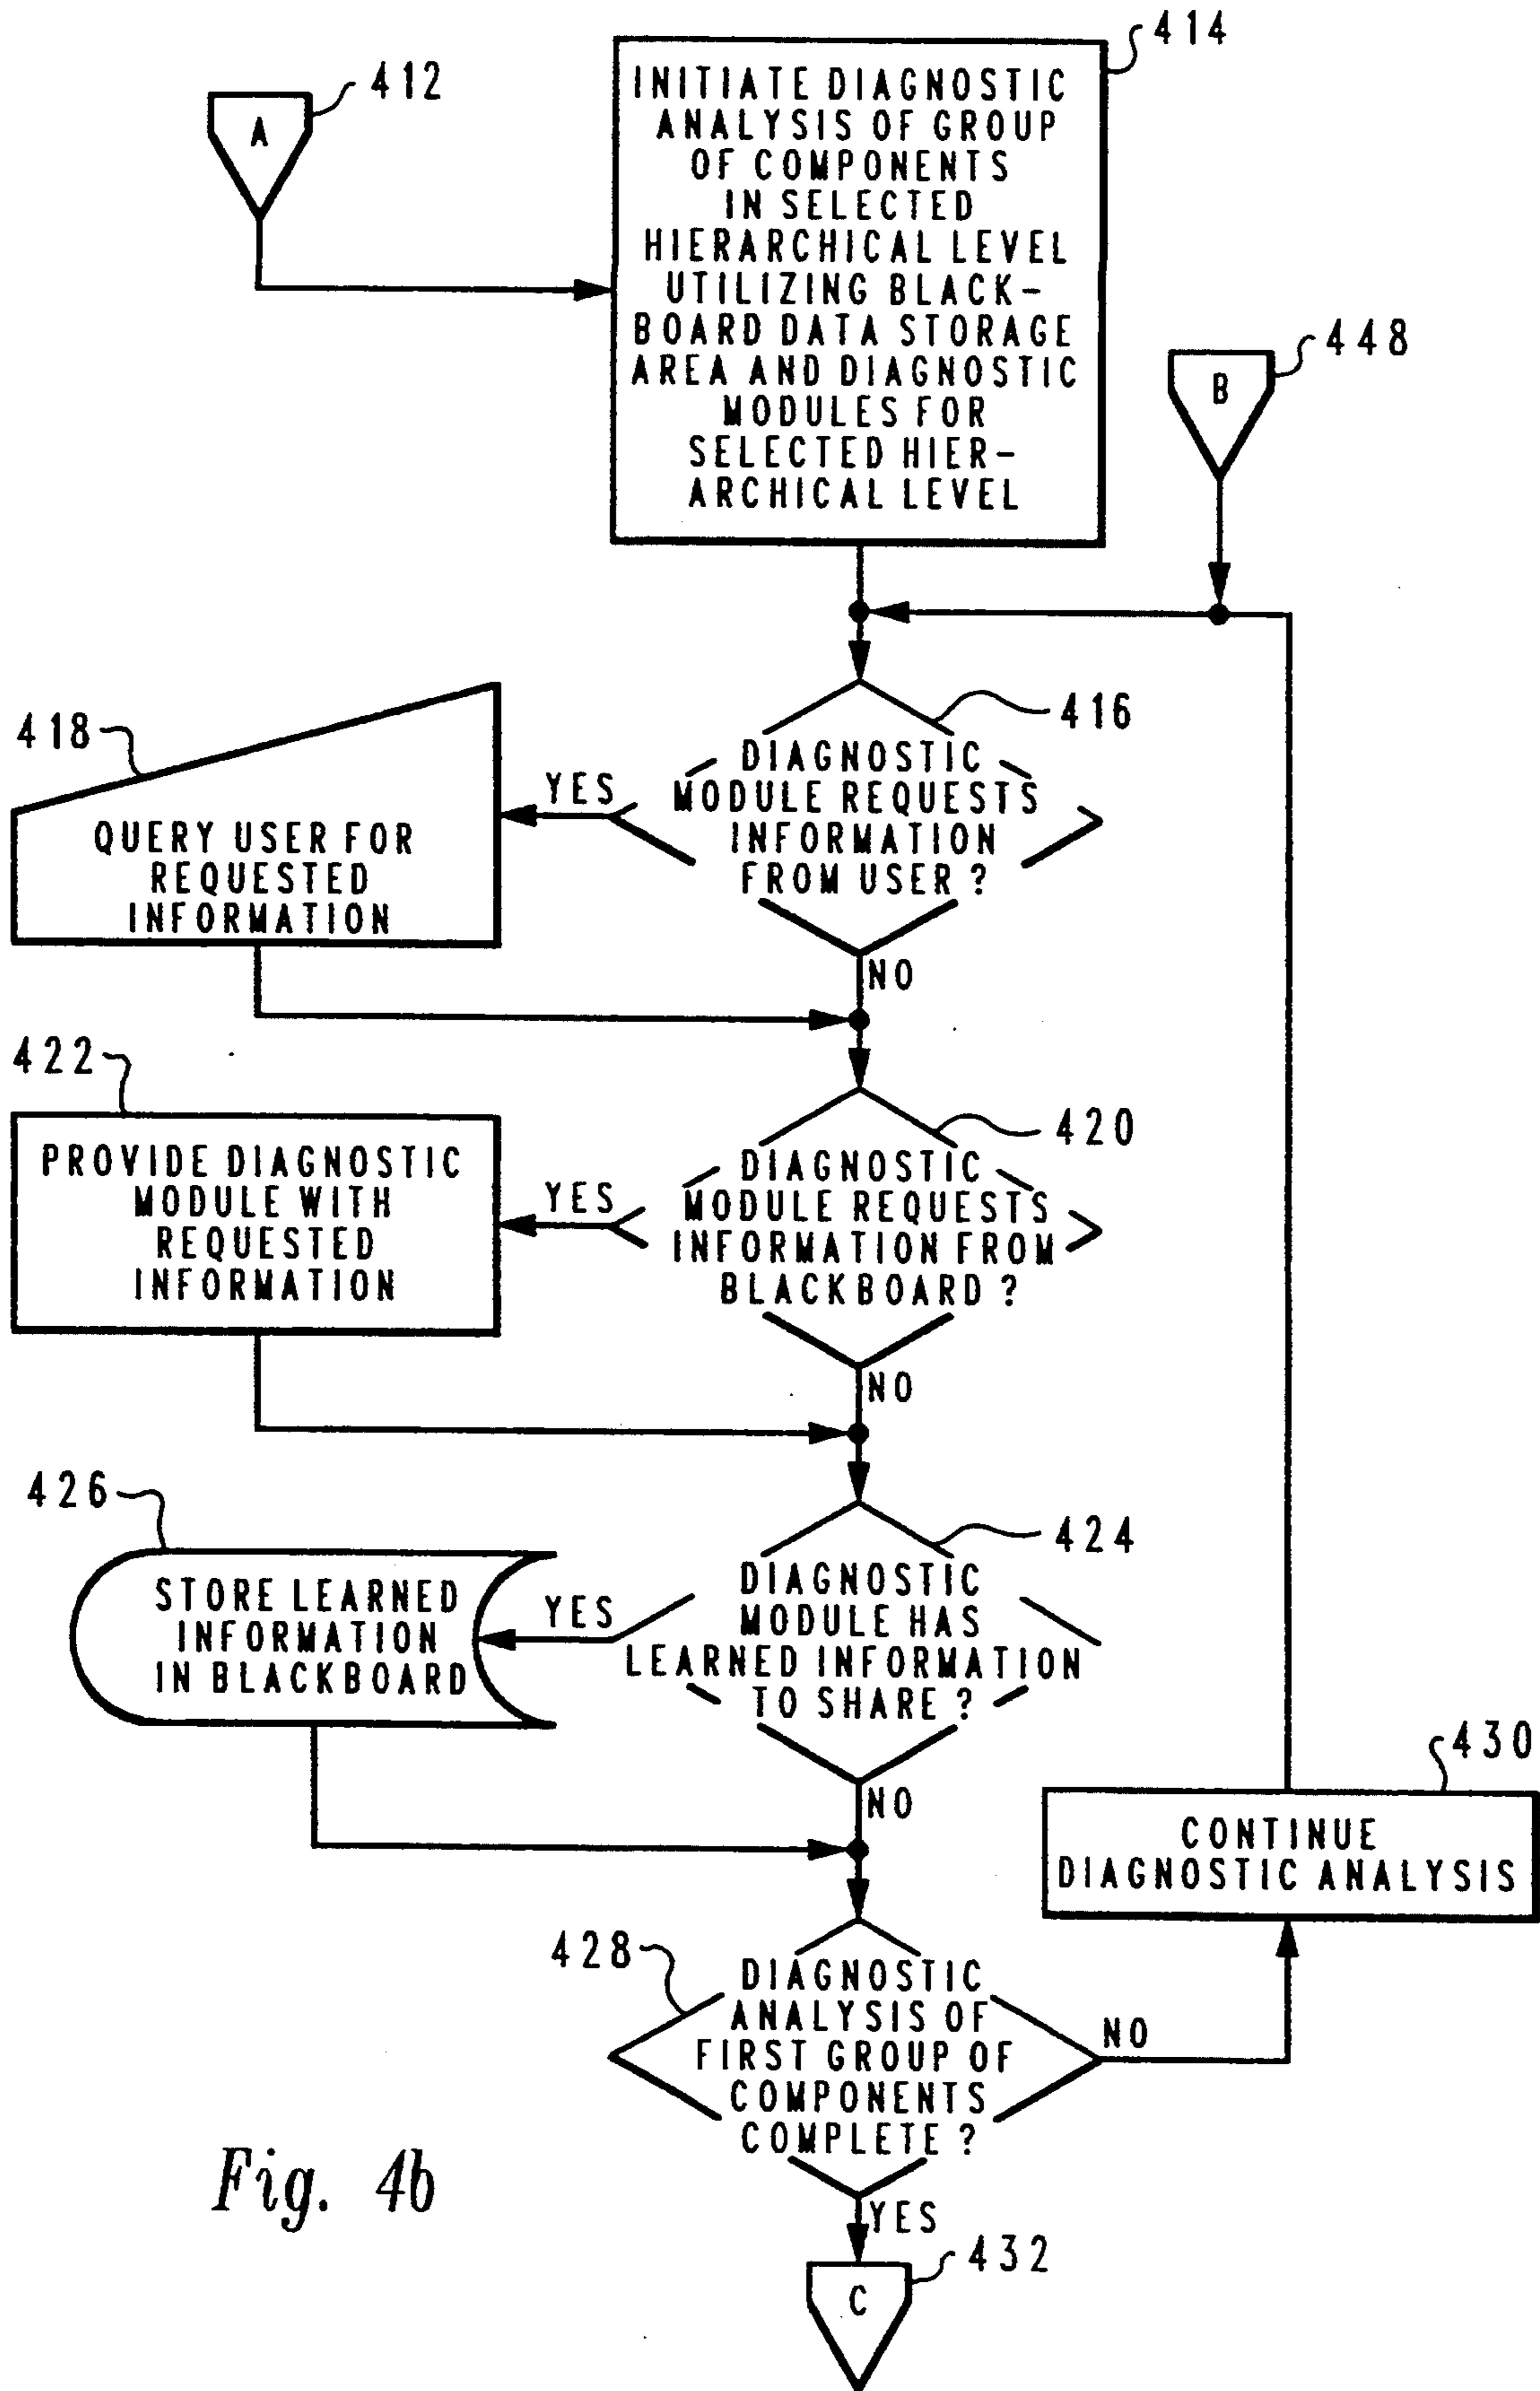 414
412
A
INITIATE DIAGNOSTIC
ANALYSIS OF GROUP
OF COMPONENTS
IN SELECTED
HIERARCHICAL LEVEL
UTILIZING BLACK-
BOARD DATA STORAGE
AREA AND DIAGNOSTIC
MODULES FOR
SELECTED HIER-
ARCHICAL LEVEL
448
B
416
DIAGNOSTIC
MODULE REQUESTS
INFORMATION
FROM USER ?
YES
NO
418
QUERY USER FOR
REQUESTED
INFORMATION
420
DIAGNOSTIC
MODULE REQUESTS
INFORMATION FROM
BLACKBOARD ?
YES
NO
422
PROVIDE DIAGNOSTIC
MODULE WITH
REQUESTED
INFORMATION
424
DIAGNOSTIC
MODULE HAS
LEARNED INFORMATION
TO SHARE ?
YES
NO
426
STORE LEARNED
INFORMATION
IN BLACKBOARD
430
CONTINUE
DIAGNOSTIC ANALYSIS
428
DIAGNOSTIC
ANALYSIS OF
FIRST GROUP OF
COMPONENTS
COMPLETE ?
NO
YES
432
C
Fig. 4b